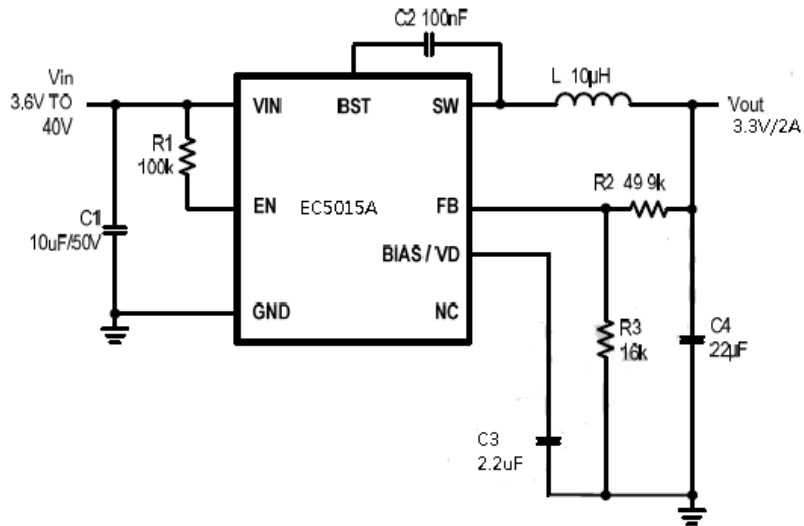 C2 100nF
Vin
3.6V TO
40V
L 10µH
Vout
3.3V/2A
VIN
BST
SW
R1
100k
R2 49 9k
EN
EC5015A
FB
C1
10uF/50V
BIAS / VD
GND
NC
R3
16k
C4
22µF
C3
2.2uF